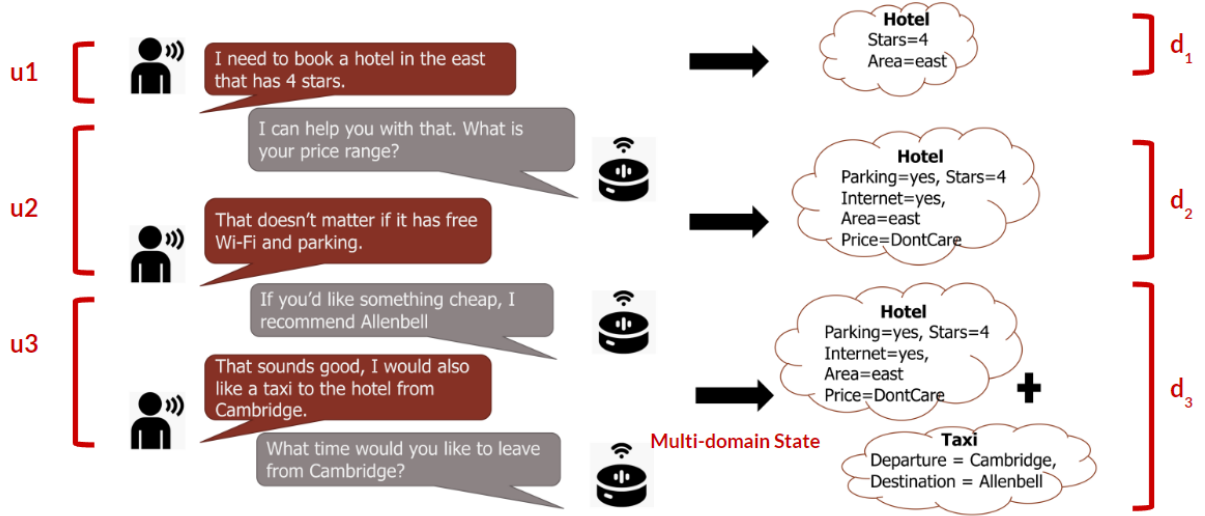 u1
I need to book a hotel in the east
that has 4 stars.
Hotel
Stars=4
Area=east
d1
I can help you with that. What is
your price range?
u2
That doesn't matter if it has free
Wi-Fi and parking.
Hotel
Parking=yes, Stars=4
Internet=yes,
Area=east
Price=DontCare
d2
If you'd like something cheap, I
recommend Allenbell
u3
That sounds good, I would also
like a taxi to the hotel from
Cambridge.
What time would you like to leave
from Cambridge?
Multi-domain State
Hotel
Parking=yes, Stars=4
Internet=yes,
Area=east
Price=DontCare
+
Taxi
Departure = Cambridge,
Destination = Allenbell
d3